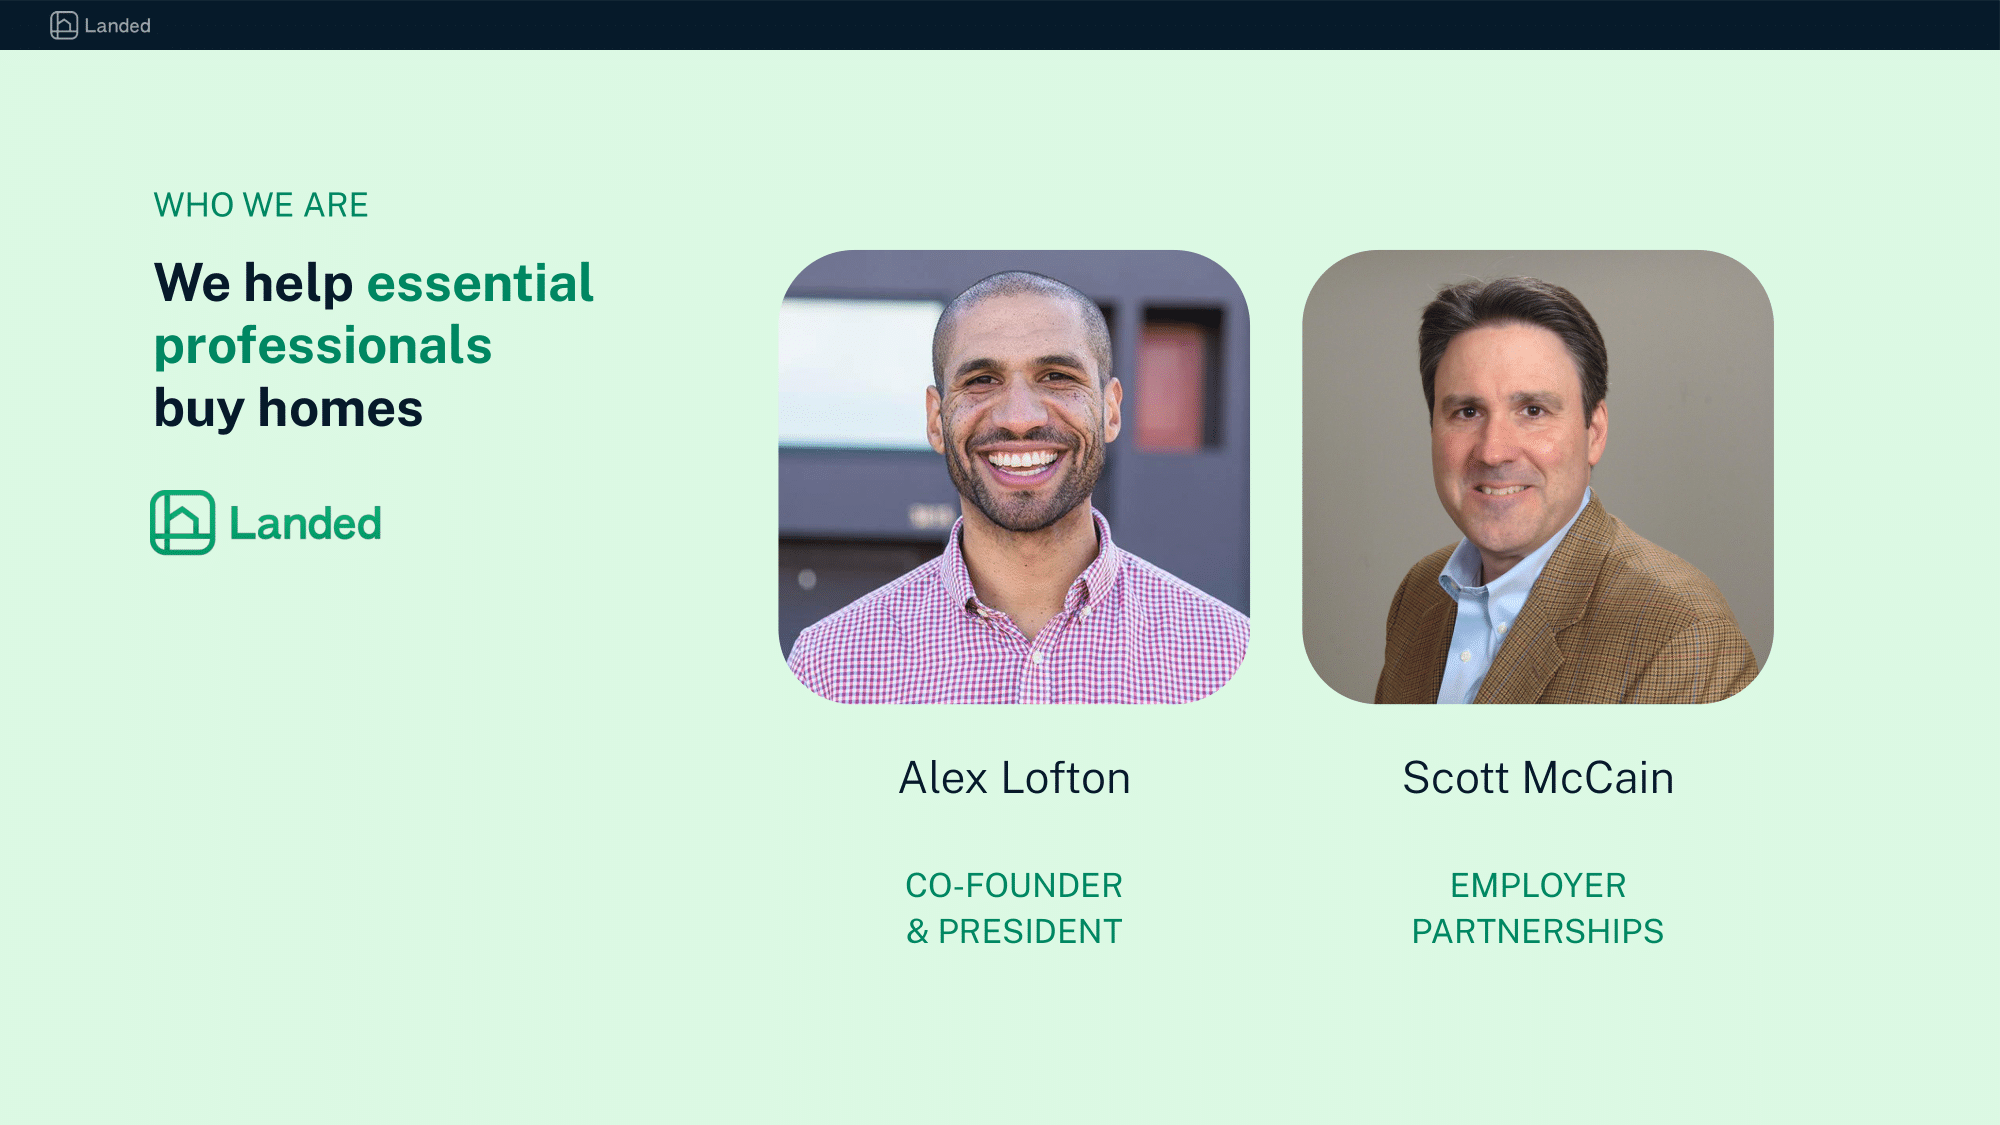 Landed
WHO WE ARE
We help essential
professionals
buy homes
Landed
Alex Lofton
CO-FOUNDER
& PRESIDENT
Scott McCain
EMPLOYER
PARTNERSHIPS